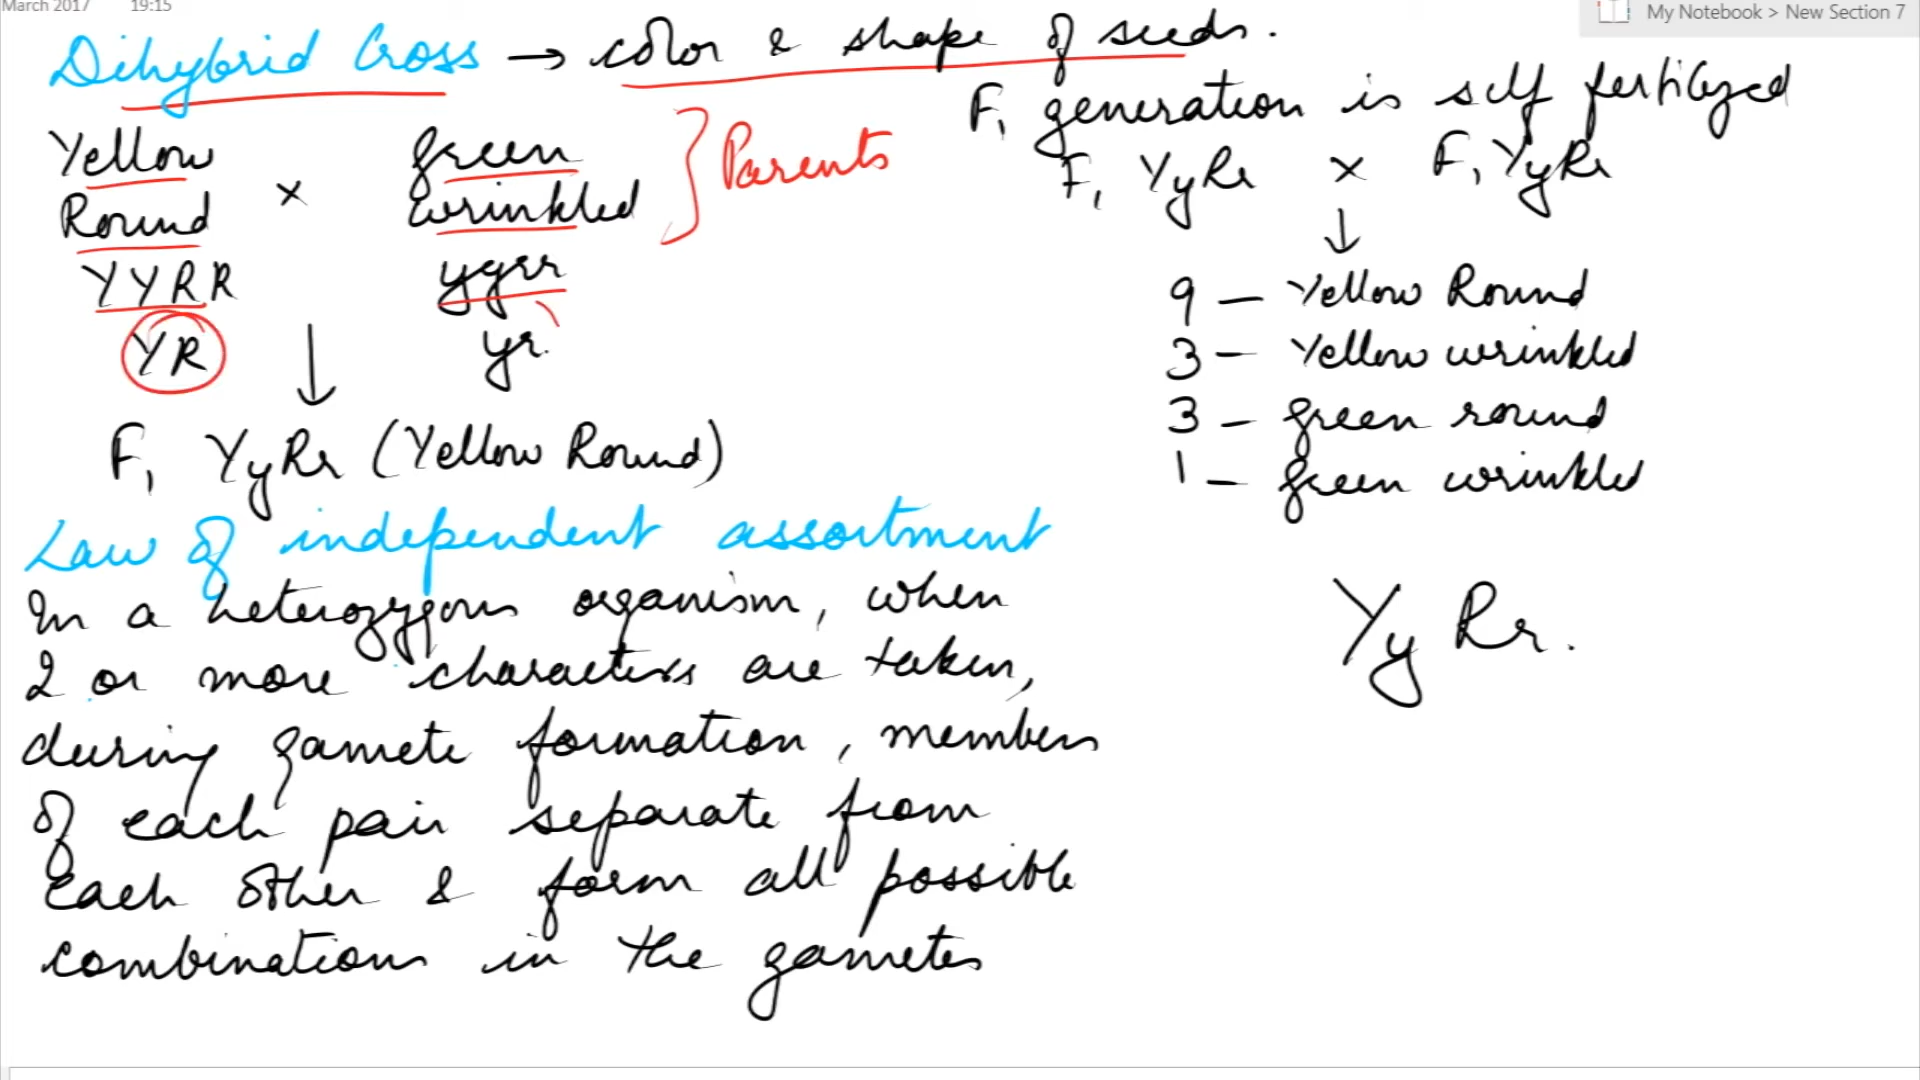 March 2017 19:15
My Notebook > New Section 7
Dihybrid Cross → color & shape of seeds.
Yellow Round × green wrinkled } Parents
YYRR yyrr
YR yr.
↓
F1 YyRr (Yellow Round)
F1 generation is self fertilized
F1 YyRr × F1 YyRr
↓
9 – Yellow Round
3 – Yellow wrinkled
3 – green round
1 – green wrinkled
Law of independent assortment
In a heterozygous organism, when
2 or more characters are taken,
during gamete formation, members
of each pair separate from
each other & form all possible
combinations in the gametes
Yy Rr.